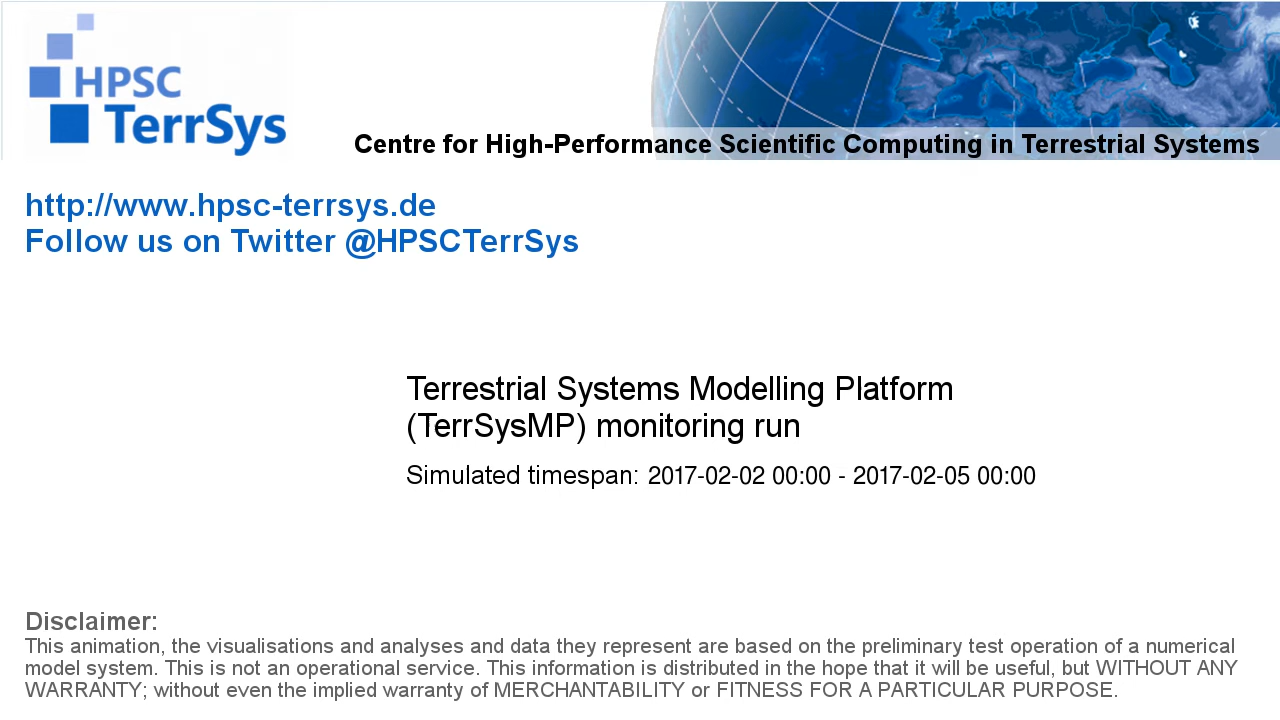 HPSC
TerrSys
Centre for High-Performance Scientific Computing in Terrestrial Systems
http://www.hpsc-terrsys.de
Follow us on Twitter @HPSCTerrSys
Terrestrial Systems Modelling Platform
(TerrSysMP) monitoring run
Simulated timespan: 2017-02-02 00:00 - 2017-02-05 00:00
Disclaimer:
This animation, the visualisations and analyses and data they represent are based on the preliminary test operation of a numerical
model system. This is not an operational service. This information is distributed in the hope that it will be useful, but WITHOUT ANY
WARRANTY; without even the implied warranty of MERCHANTABILITY or FITNESS FOR A PARTICULAR PURPOSE.